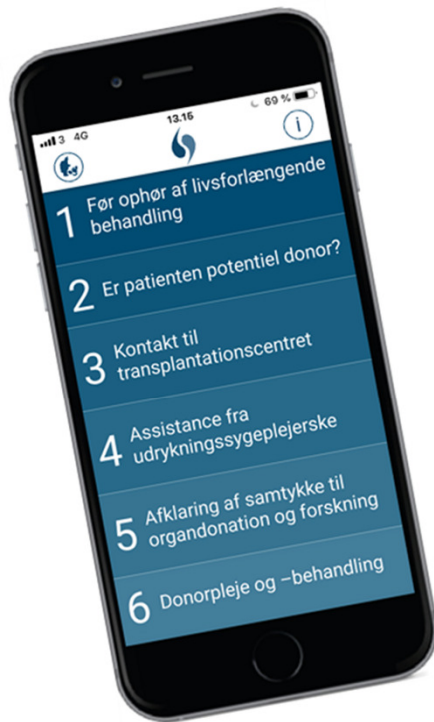 3 4G 13.15 69 %
i
1 Før ophør af livsforlængende
behandling
2 Er patienten potentiel donor?
3 Kontakt til
transplantationscentret
4 Assistance fra
udrykningssygeplejerske
5 Afklaring af samtykke til
organdonation og forskning
6 Donorpleje og –behandling